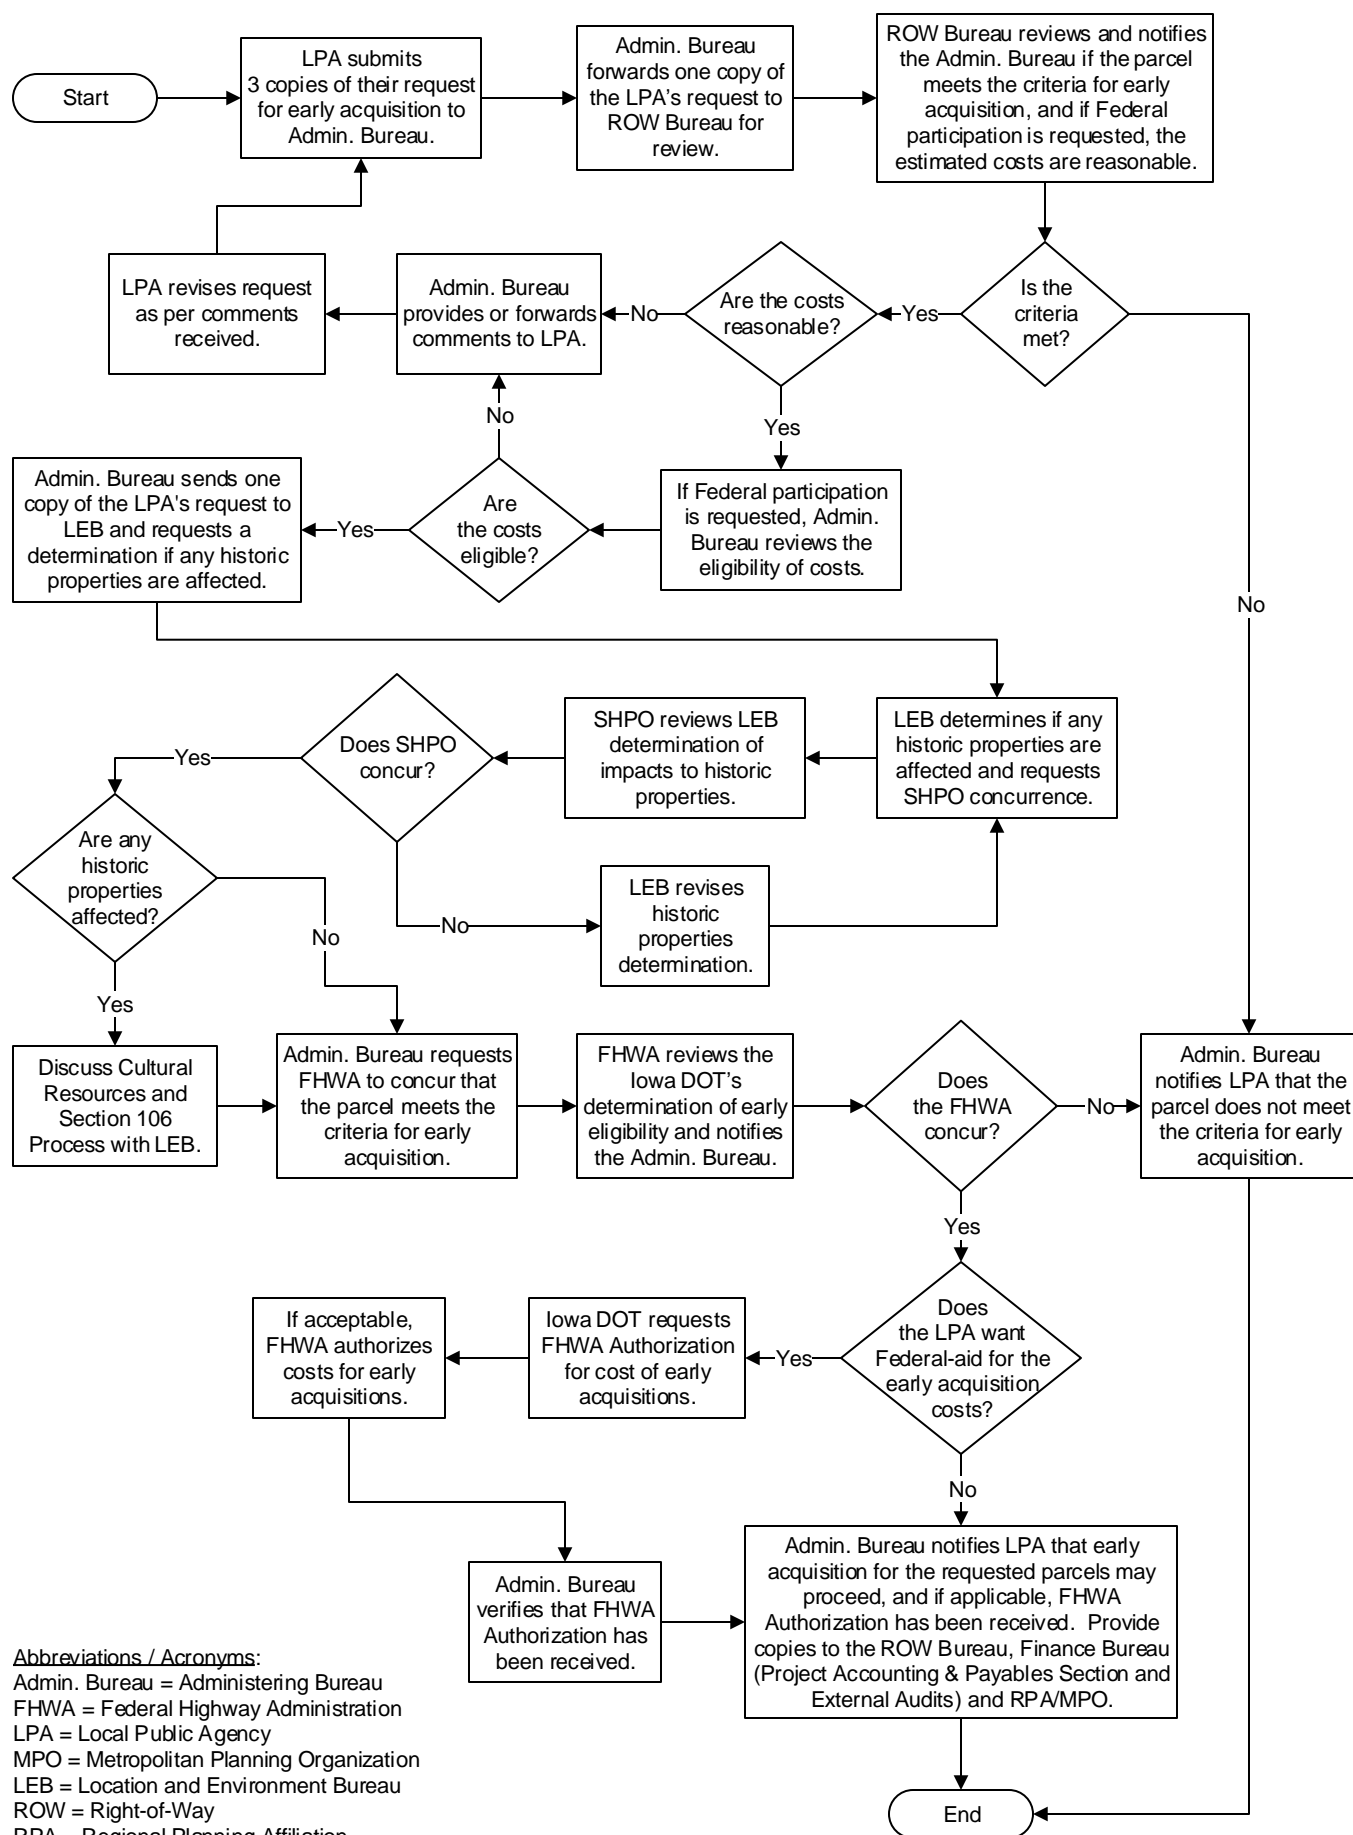 Start
LPA submits
3 copies of their request
for early acquisition to
Admin. Bureau.
Admin. Bureau
forwards one copy of
the LPA's request to
ROW Bureau for
review.
ROW Bureau reviews and notifies
the Admin. Bureau if the parcel
meets the criteria for early
acquisition, and if Federal
participation is requested, the
estimated costs are reasonable.
LPA revises request
as per comments
received.
Admin. Bureau
provides or forwards
comments to LPA.
No
Are the costs
reasonable?
Yes
Is the
criteria
met?
No
Yes
Admin. Bureau sends one
copy of the LPA's request to
LEB and requests a
determination if any historic
properties are affected.
Yes
Are
the costs
eligible?
If Federal participation
is requested, Admin.
Bureau reviews the
eligibility of costs.
No
Yes
Does SHPO
concur?
SHPO reviews LEB
determination of
impacts to historic
properties.
LEB determines if any
historic properties are
affected and requests
SHPO concurrence.
Are any
historic
properties
affected?
No
No
LEB revises
historic
properties
determination.
Yes
Discuss Cultural
Resources and
Section 106
Process with LEB.
Admin. Bureau requests
FHWA to concur that
the parcel meets the
criteria for early
acquisition.
FHWA reviews the
Iowa DOT's
determination of early
eligibility and notifies
the Admin. Bureau.
Does
the FHWA
concur?
No
Admin. Bureau
notifies LPA that the
parcel does not meet
the criteria for early
acquisition.
Yes
If acceptable,
FHWA authorizes
costs for early
acquisitions.
Iowa DOT requests
FHWA Authorization
for cost of early
acquisitions.
Yes
Does
the LPA want
Federal-aid for the
early acquisition
costs?
No
Admin. Bureau
verifies that FHWA
Authorization has
been received.
Admin. Bureau notifies LPA that early
acquisition for the requested parcels may
proceed, and if applicable, FHWA
Authorization has been received. Provide
copies to the ROW Bureau, Finance Bureau
(Project Accounting & Payables Section and
External Audits) and RPA/MPO.
Abbreviations / Acronyms:
Admin. Bureau = Administering Bureau
FHWA = Federal Highway Administration
LPA = Local Public Agency
MPO = Metropolitan Planning Organization
LEB = Location and Environment Bureau
ROW = Right-of-Way
RPA = Regional Planning Affiliation
End